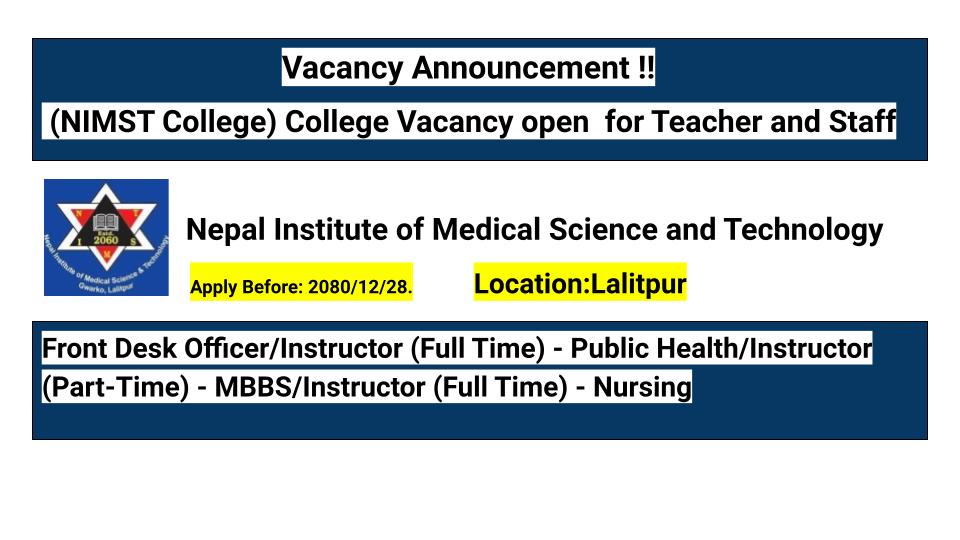 Vacancy Announcement !!
(NIMST College) College Vacancy open  for Teacher and Staff
N T
Estd.
2060
I S
M
Nepal Institute of Medical Science & Technology
Gwarko, Lalitpur
Nepal Institute of Medical Science and Technology
Apply Before: 2080/12/28.
Location:Lalitpur
Front Desk Officer/Instructor (Full Time) - Public Health/Instructor
(Part-Time) - MBBS/Instructor (Full Time) - Nursing